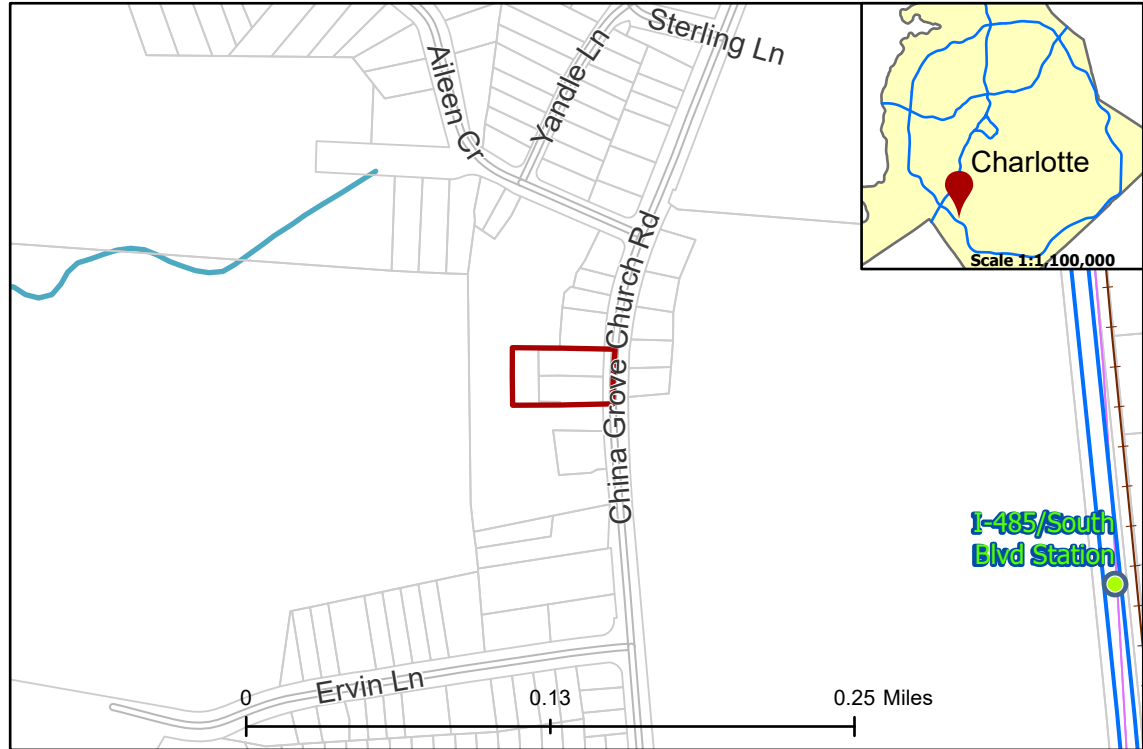 Sterling Ln
Yandle Ln
Aileen Cr
Charlotte
Scale 1:1,100,000
China Grove Church Rd
I-485/South
Blvd Station
Ervin Ln
0
0.13
0.25 Miles